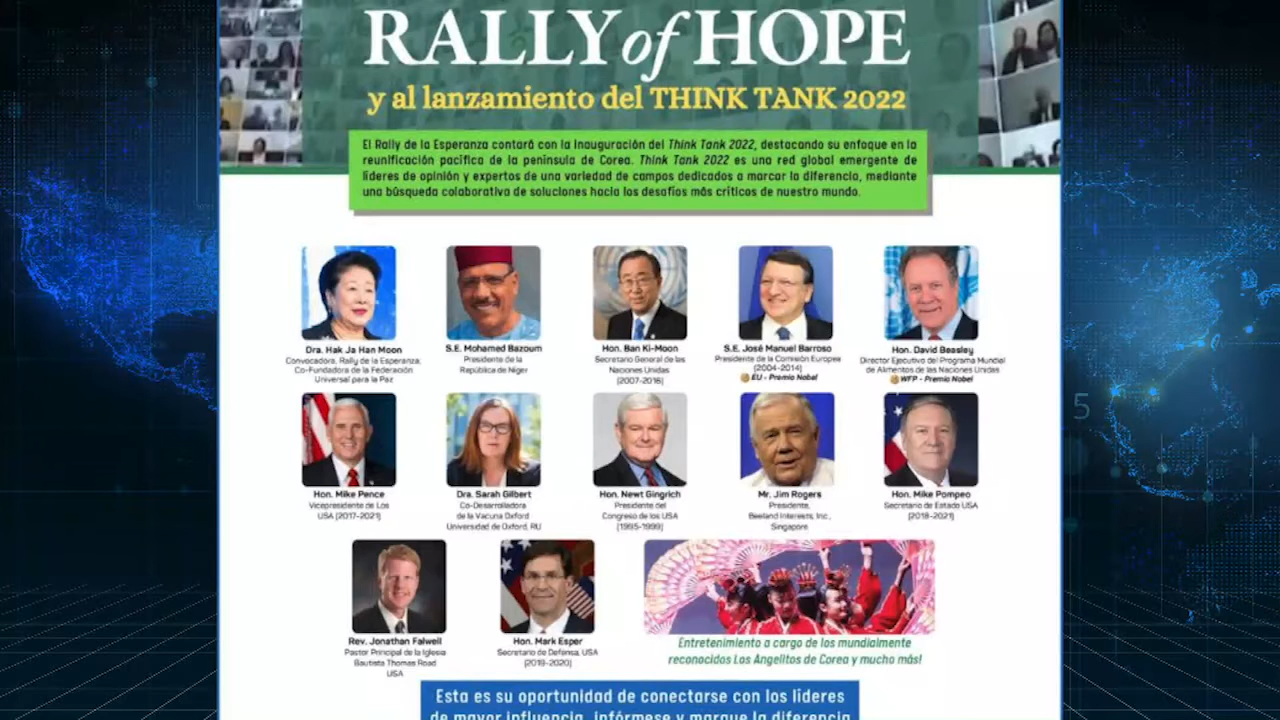 RALLY of HOPE
y al lanzamiento del THINK TANK 2022
El Rally de la Esperanza contará con la Inauguración del Think Tank 2022, destacando su enfoque en la
reunificación pacífica de la península de Corea. Think Tank 2022 es una red global emergente de
líderes de opinión y expertos de una variedad de campos dedicados a marcar la diferencia, mediante
una búsqueda colaborativa de soluciones hacia los desafíos más críticos de nuestro mundo.
Dra. Hak Ja Han Moon
Convocadora, Rally de la Esperanza,
Co-Fundadora de la Federación
Universal para la Paz
S.E. Mohamed Bazoum
Presidente de la
República de Níger
Hon. Ban Ki-Moon
Secretario General de las
Naciones Unidas
(2007-2016)
S.E. José Manuel Barroso
Presidente de la Comisión Europea
(2004-2014)
EU - Premio Nobel
Hon. David Beasley
Director Ejecutivo del Programa Mundial
de Alimentos de las Naciones Unidas
WFP - Premio Nobel
5
Hon. Mike Pence
Vicepresidente de Los
USA (2017-2021)
Dra. Sarah Gilbert
Co-Desarrolladora
de la Vacuna Oxford
Universidad de Oxford, RU
Hon. Newt Gingrich
Presidente del
Congreso de los USA
(1995-1999)
Mr. Jim Rogers
Presidente,
Beeland Interests, Inc.,
Singapore
Hon. Mike Pompeo
Secretario de Estado USA
(2018-2021)
Rev. Jonathan Falwell
Pastor Principal de la Iglesia
Bautista Thomas Road
USA
Hon. Mark Esper
Secretario de Defensa, USA
(2019-2020)
Entretenimiento a cargo de los mundialmente
reconocidos Los Angelitos de Corea y mucho más!
Esta es su oportunidad de conectarse con los líderes
de mayor influencia, infórmese y marque la diferencia